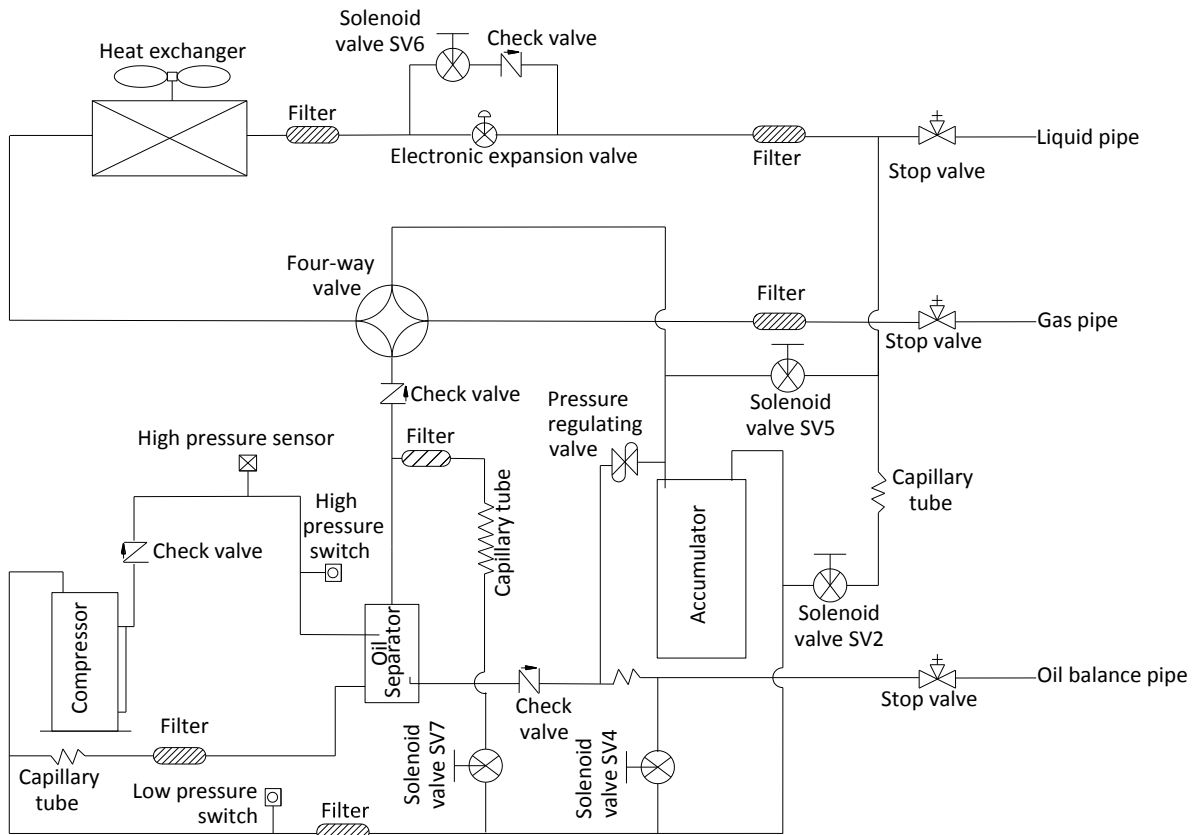 Solenoid
valve SV6
Check valve
Heat exchanger
Filter
Electronic expansion valve
Filter
Liquid pipe
Stop valve
Four-way
valve
Filter
Gas pipe
Stop valve
Check valve
Pressure
regulating
valve
Solenoid
valve SV5
High pressure sensor
Filter
High
pressure
switch
Capillary tube
Capillary
tube
Check valve
Accumulator
Compressor
Oil
Separator
Solenoid
valve SV2
Oil balance pipe
Stop valve
Check
valve
Filter
Capillary
tube
Solenoid
valve SV7
Solenoid
valve SV4
Low pressure
switch
Filter